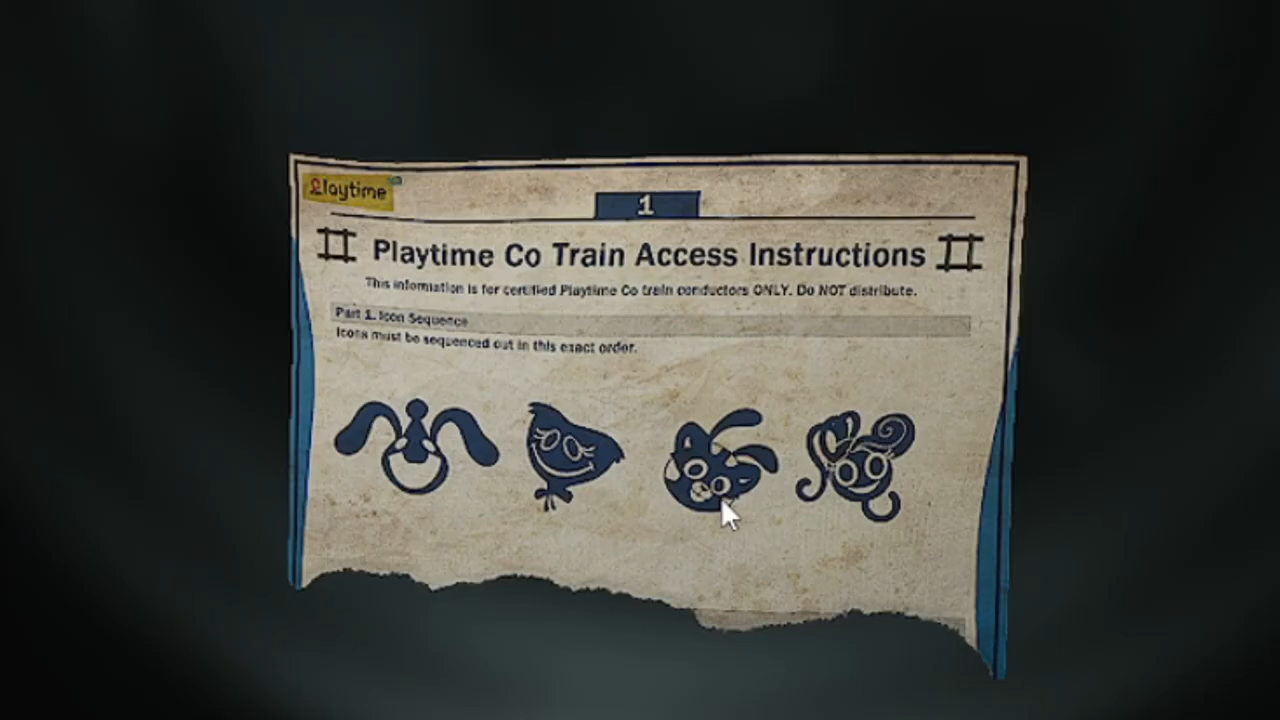 Playtime
1
Playtime Co Train Access Instructions
This information is for certified Playtime Co train conductors ONLY. Do NOT distribute.
Part 1. Icon Sequence
Icons must be sequenced out in this exact order.